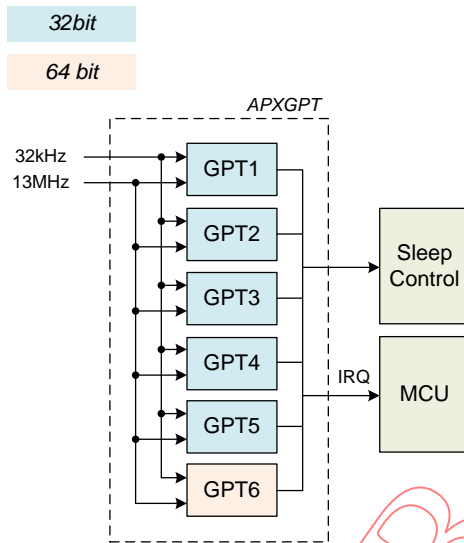 32bit
64 bit
APXGPT
32kHz
13MHz
GPT1
GPT2
GPT3
GPT4
GPT5
GPT6
Sleep
Control
IRQ
MCU